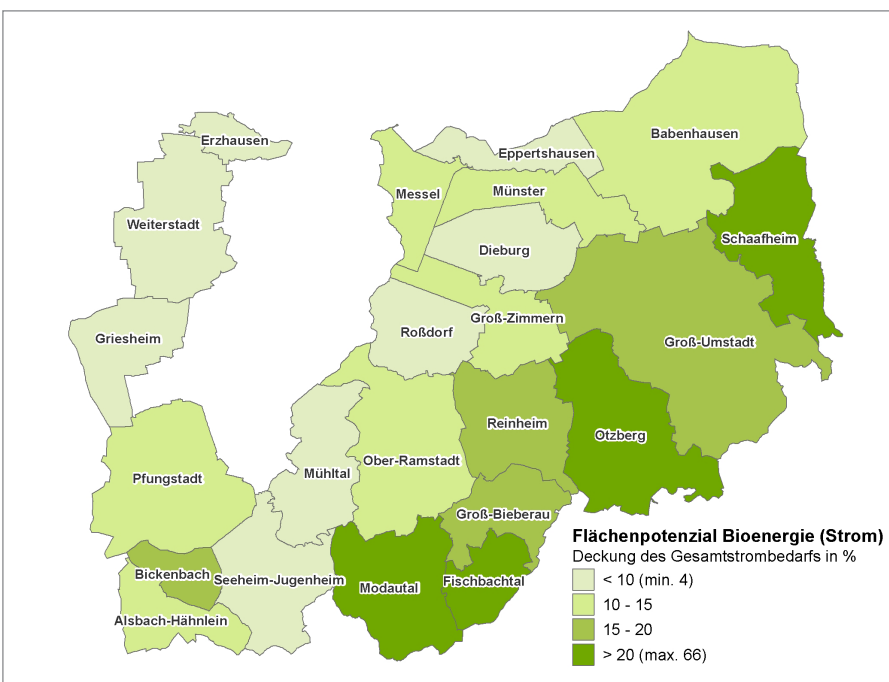 Babenhausen
Erzhausen
Eppertshausen
Messel
Münster
Weiterstadt
Schaafheim
Dieburg
Groß-Zimmern
Roßdorf
Griesheim
Groß-Umstadt
Reinheim
Otzberg
Ober-Ramstadt
Mühltal
Pfungstadt
Groß-Bieberau
Flächenpotenzial Bioenergie (Strom)
Deckung des Gesamtstrombedarfs in %
< 10 (min. 4)
10 - 15
15 - 20
> 20 (max. 66)
Bickenbach
Seeheim-Jugenheim
Modautal
Fischbachtal
Alsbach-Hähnlein